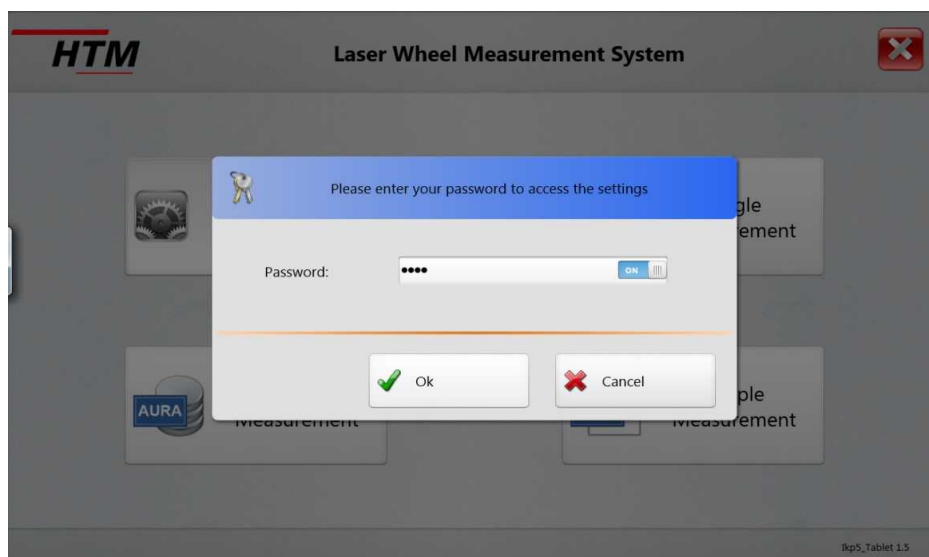 HTM
Laser Wheel Measurement System
Please enter your password to access the settings
gle
ement
Password:
ON
Ok
Cancel
AURA
Measurement
ple
Measurement
Ikp5_Tablet 1.5